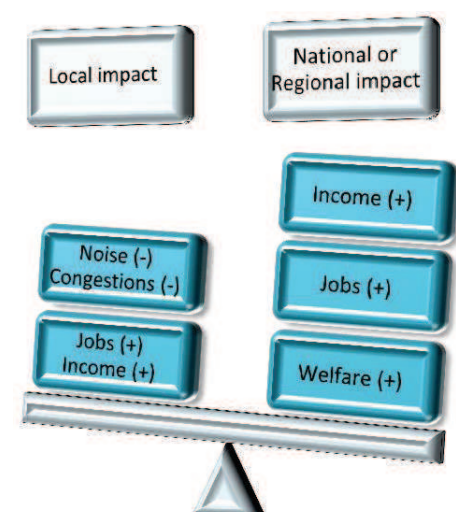 Local impact
National or
Regional impact
Noise (-)
Congestions (-)
Jobs (+)
Income (+)
Income (+)
Jobs (+)
Welfare (+)